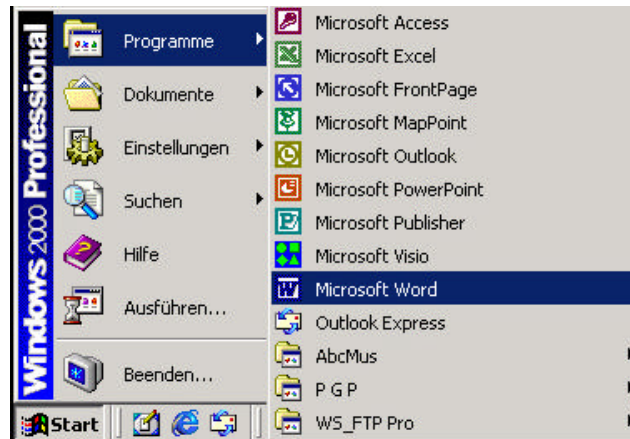 Windows 2000 Professional
Programme
Dokumente
Einstellungen
Suchen
Hilfe
Ausführen...
Beenden...
Start
Microsoft Access
Microsoft Excel
Microsoft FrontPage
Microsoft MapPoint
Microsoft Outlook
Microsoft PowerPoint
Microsoft Publisher
Microsoft Visio
Microsoft Word
Outlook Express
AbcMus
P G P
WS_FTP Pro